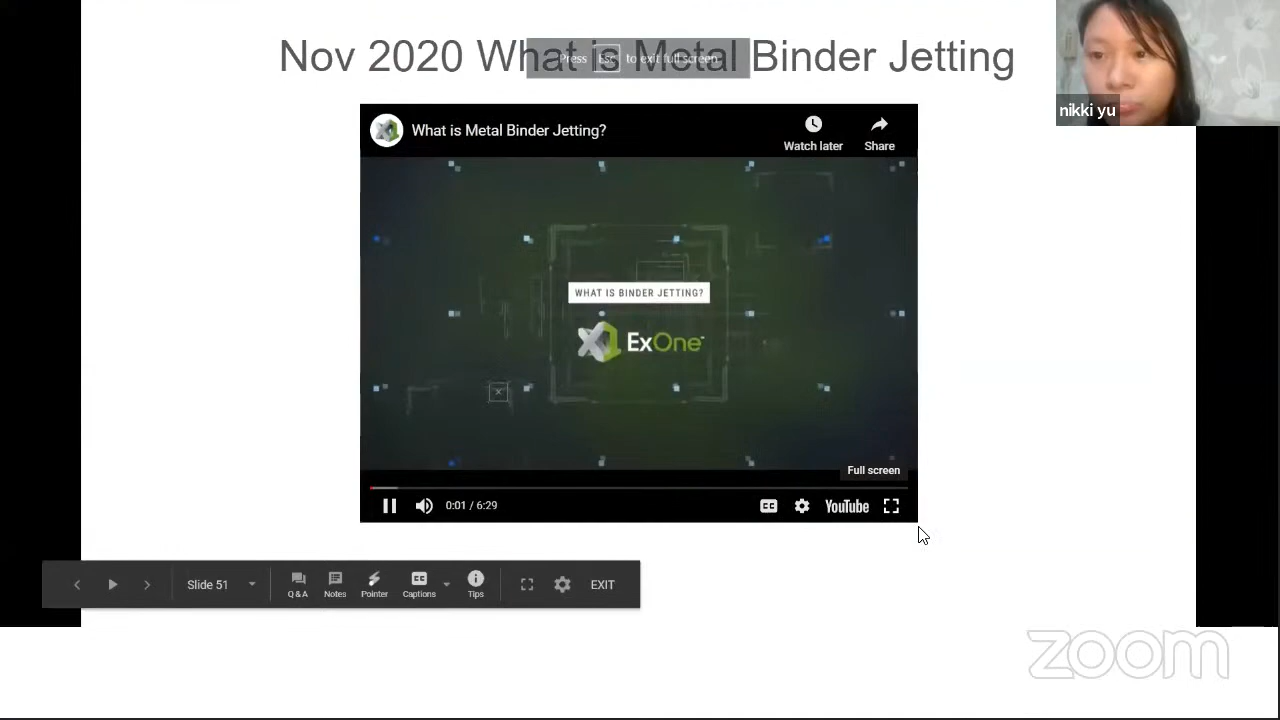 Nov 2020 What is Metal Binder Jetting
Press Esc to exit full screen
nikki yu
What is Metal Binder Jetting?
Watch later
Share
WHAT IS BINDER JETTING?
ExOne
Full screen
0:01 / 6:29
CC
YouTube
Slide 51
Q & A
Notes
Pointer
CC
Captions
Tips
EXIT
zoom